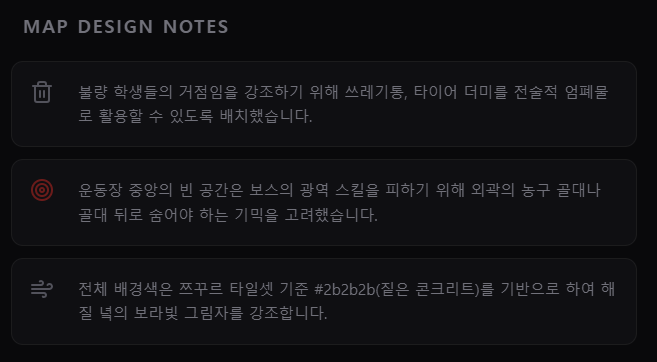 MAP DESIGN NOTES
불량 학생들의 거점임을 강조하기 위해 쓰레기통, 타이어 더미를 전술적 엄폐물
로 활용할 수 있도록 배치했습니다.
운동장 중앙의 빈 공간은 보스의 광역 스킬을 피하기 위해 외곽의 농구 골대나
골대 뒤로 숨어야 하는 기믹을 고려했습니다.
전체 배경색은 쯔꾸르 타일셋 기준 #2b2b2b(짙은 콘크리트)를 기반으로 하여 해
질 녘의 보라빛 그림자를 강조합니다.